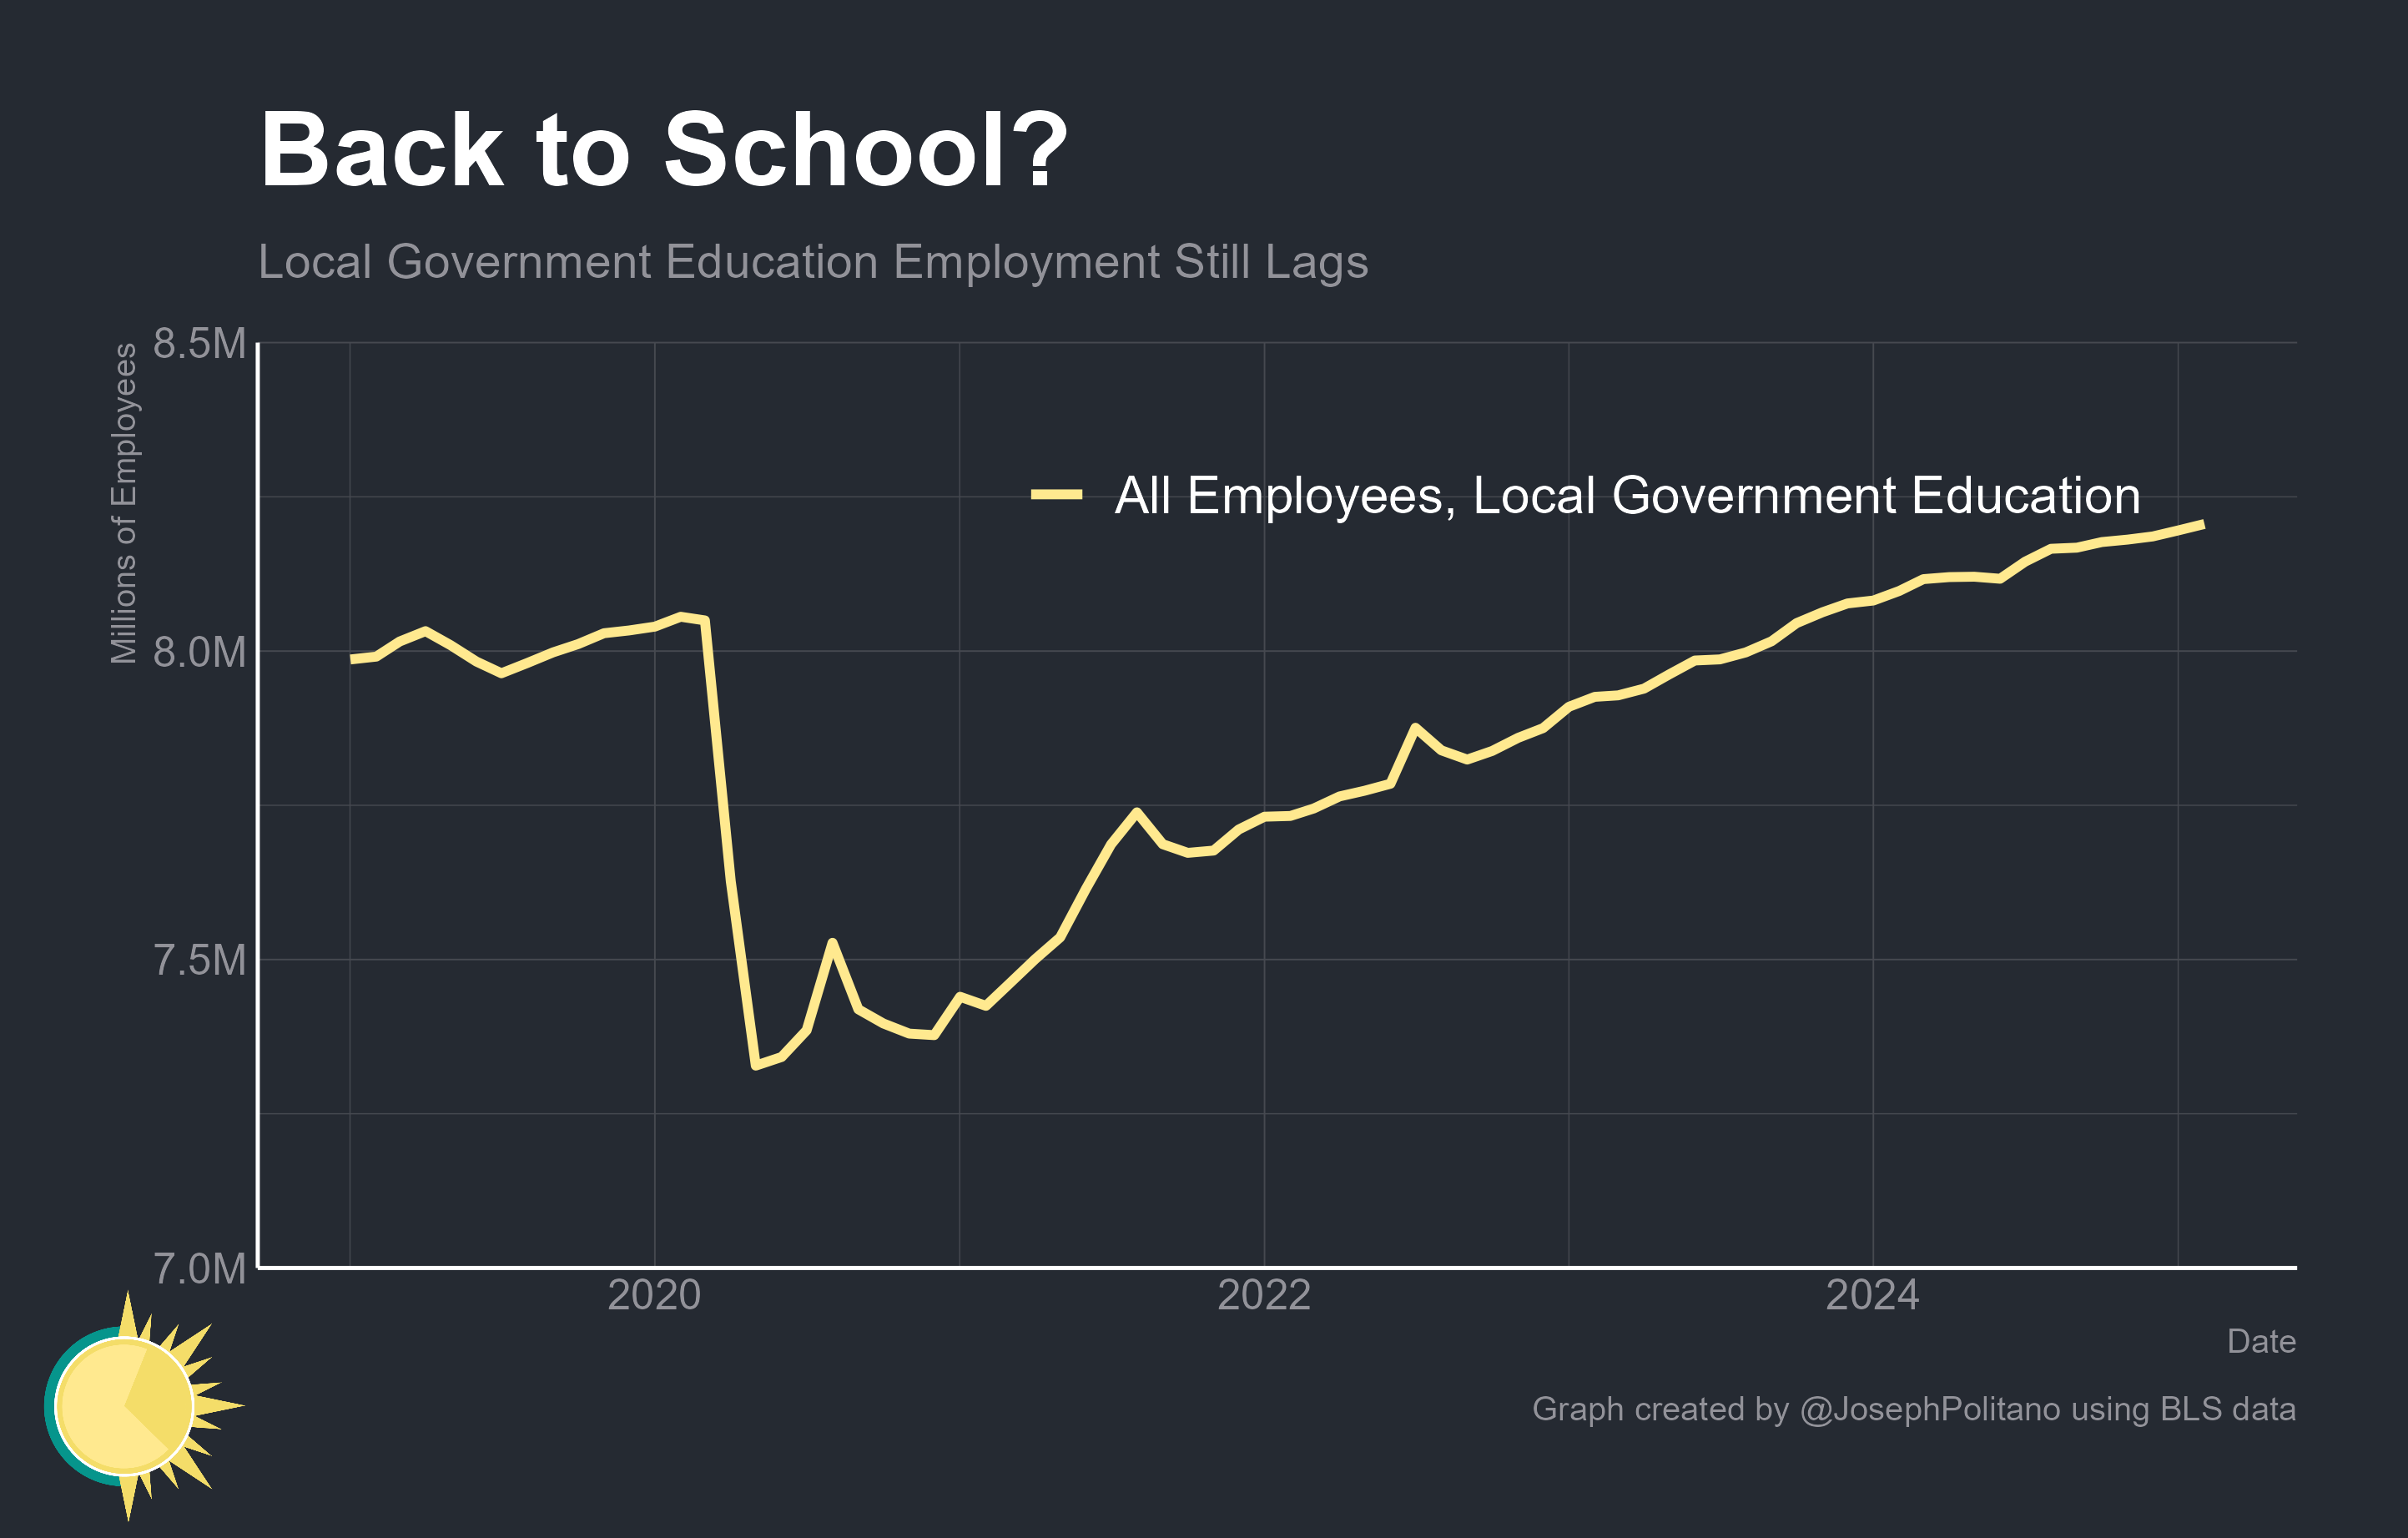 Back to School?
Local Government Education Employment Still Lags
Millions of Employees
8.5M
8.0M
7.5M
7.0M
All Employees, Local Government Education
2020
2022
2024
Date
Graph created by @JosephPolitano using BLS data